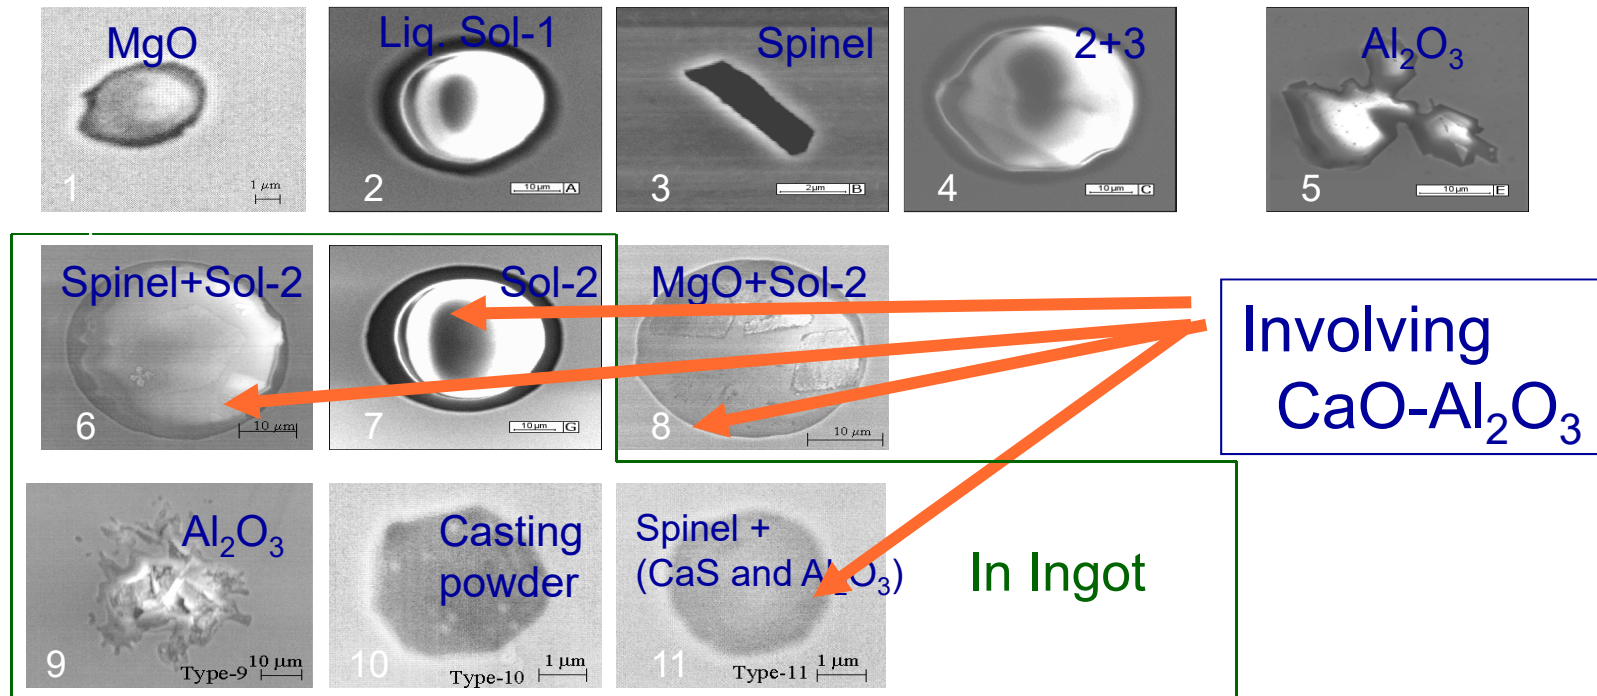 MgO
1
1 μm
Liq. Sol-1
2
10 μm A
Spinel
3
2μm B
2+3
4
10 μm C
Al₂O₃
5
10 μm E
Spinel+Sol-2
6
10 μm
Sol-2
7
10 μm G
MgO+Sol-2
8
10 μm
Involving
CaO-Al₂O₃
Al₂O₃
9
Type-9
10 μm
Casting
powder
10
Type-10
1 μm
Spinel +
(CaS and Al₂O₃)
11
Type-11
1 μm
In Ingot